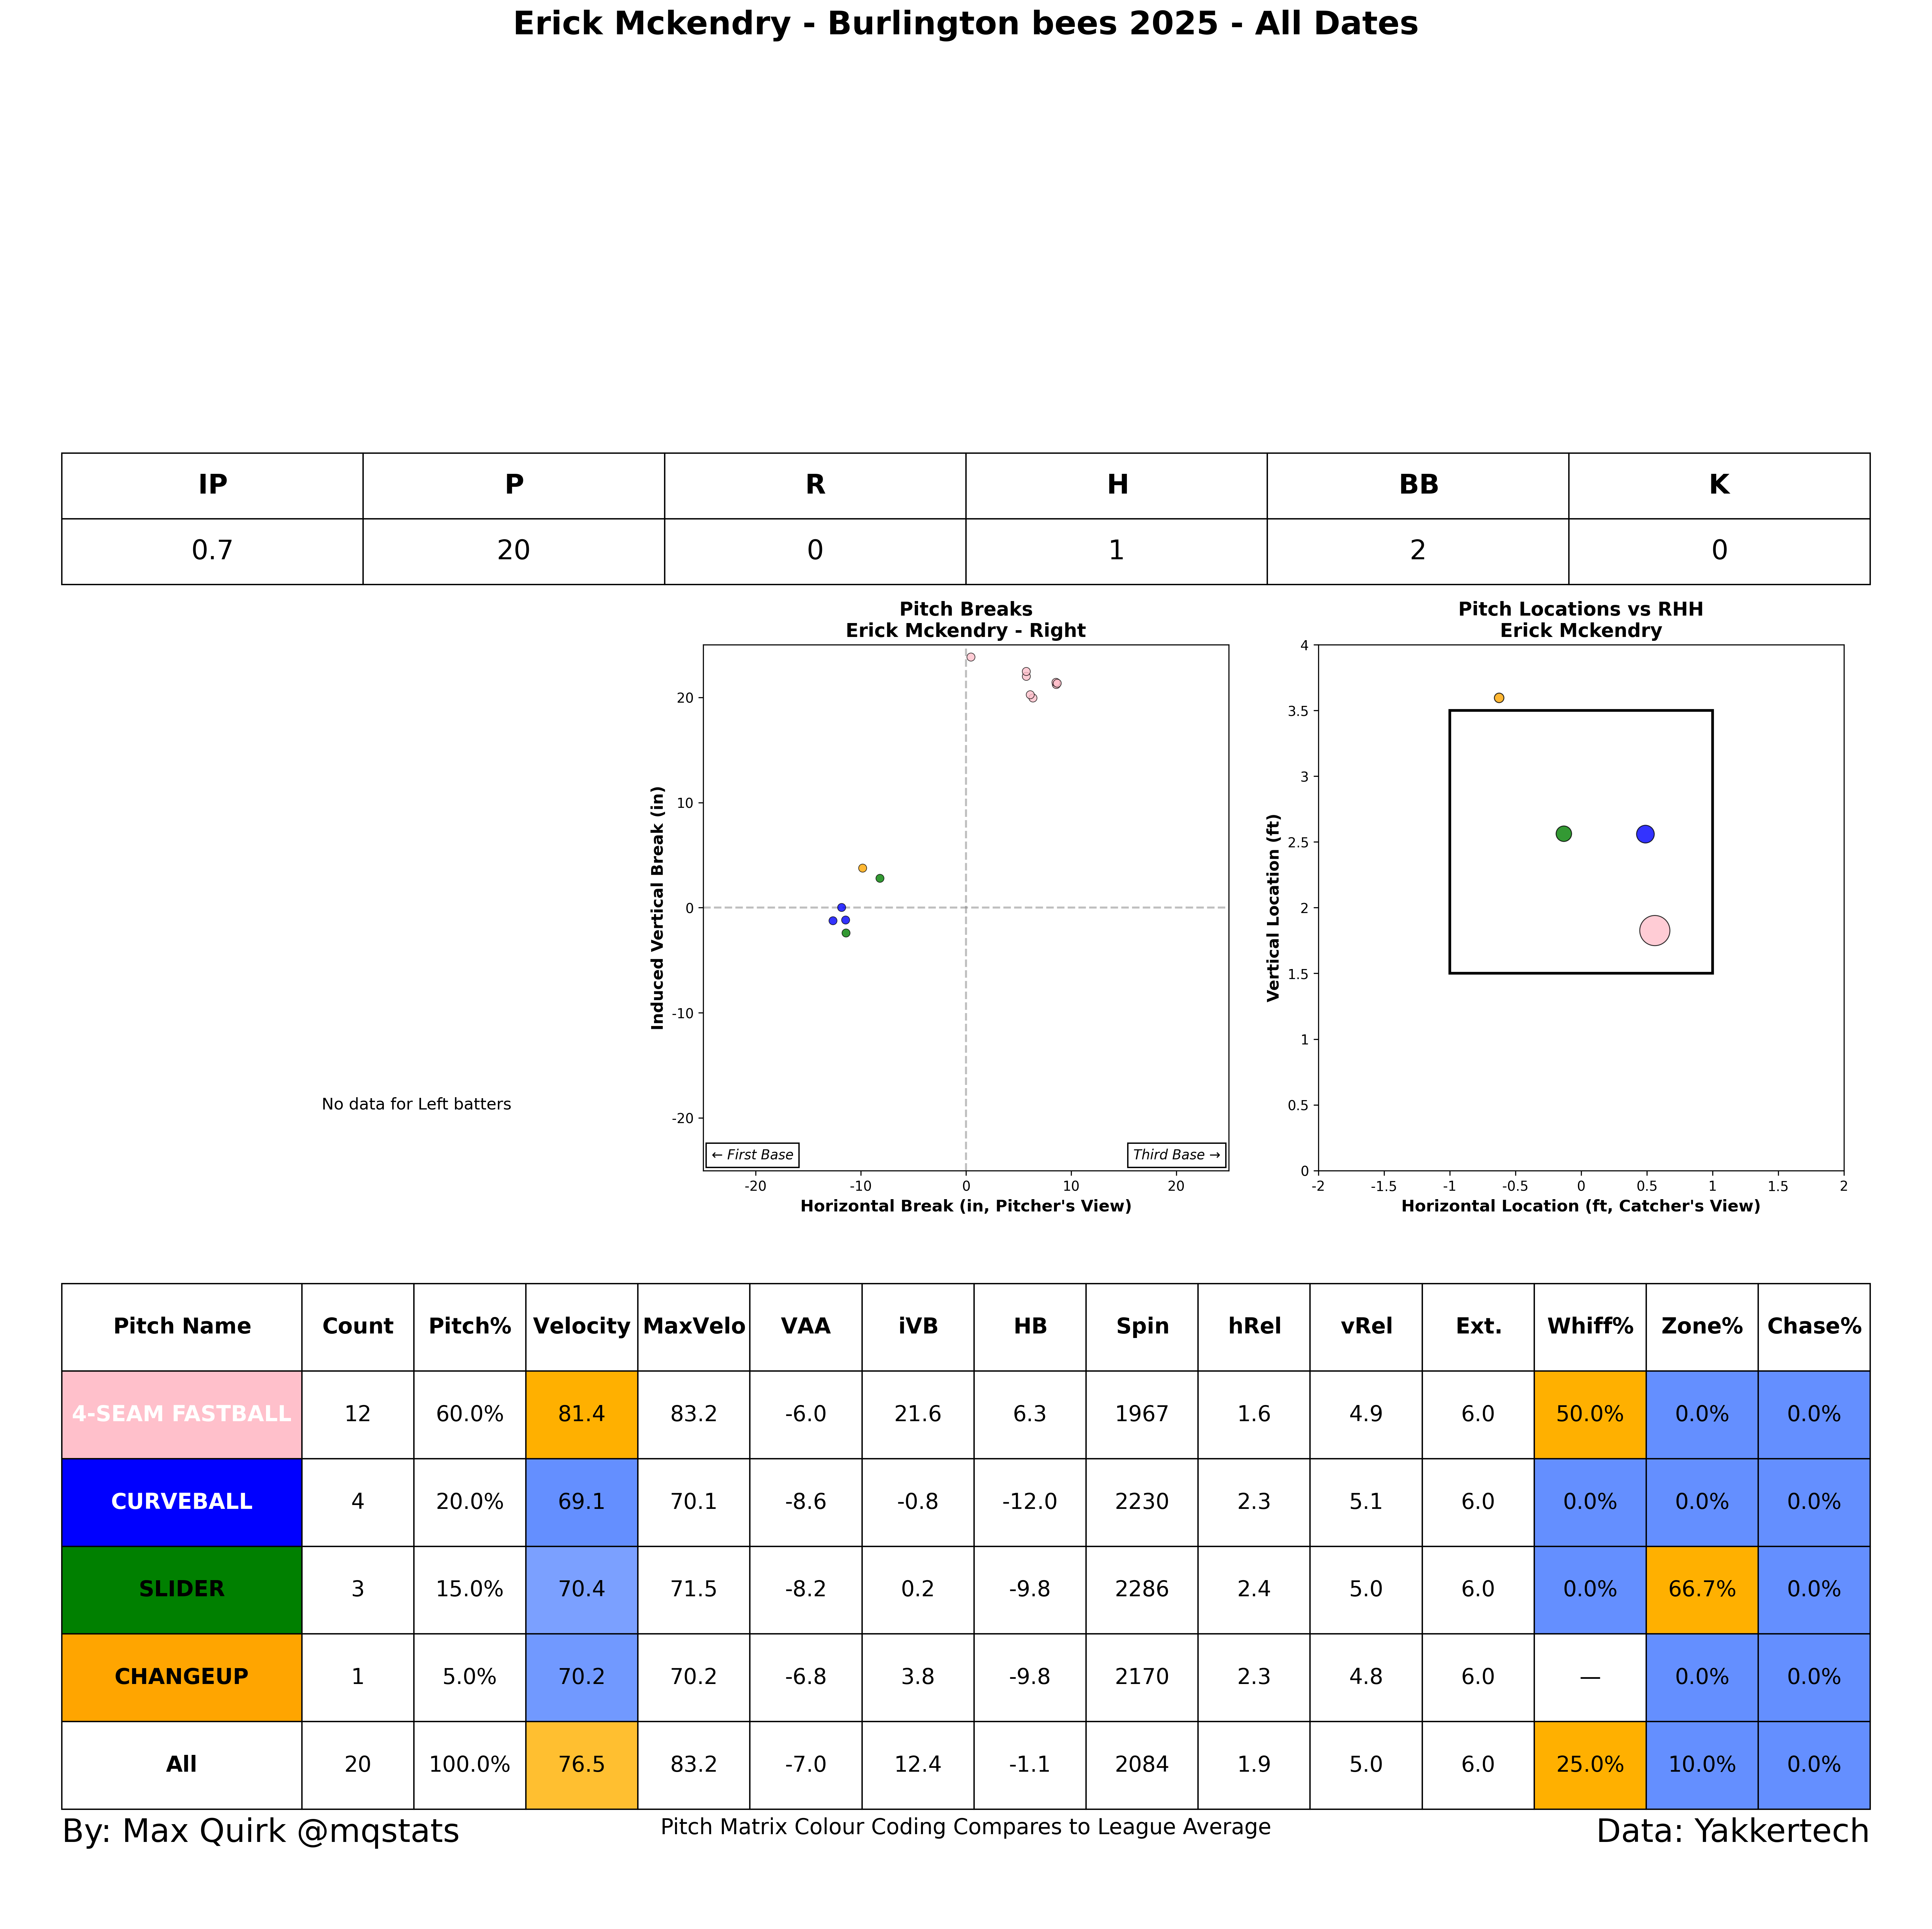 Erick Mckendry - Burlington bees 2025 - All Dates
IP P R H BB K
0.7 20 0 1 2 0
No data for Left batters
Pitch Breaks
Erick Mckendry - Right
Induced Vertical Break (in)
20
10
0
-10
-20
← First Base
Third Base →
-20 -10 0 10 20
Horizontal Break (in, Pitcher's View)
Pitch Locations vs RHH
Erick Mckendry
Vertical Location (ft)
4
3.5
3
2.5
2
1.5
1
0.5
0
-2 -1.5 -1 -0.5 0 0.5 1 1.5 2
Horizontal Location (ft, Catcher's View)
Pitch Name Count Pitch% Velocity MaxVelo VAA iVB HB Spin hRel vRel Ext. Whiff% Zone% Chase%
4-SEAM FASTBALL 12 60.0% 81.4 83.2 -6.0 21.6 6.3 1967 1.6 4.9 6.0 50.0% 0.0% 0.0%
CURVEBALL 4 20.0% 69.1 70.1 -8.6 -0.8 -12.0 2230 2.3 5.1 6.0 0.0% 0.0% 0.0%
SLIDER 3 15.0% 70.4 71.5 -8.2 0.2 -9.8 2286 2.4 5.0 6.0 0.0% 66.7% 0.0%
CHANGEUP 1 5.0% 70.2 70.2 -6.8 3.8 -9.8 2170 2.3 4.8 6.0 — 0.0% 0.0%
All 20 100.0% 76.5 83.2 -7.0 12.4 -1.1 2084 1.9 5.0 6.0 25.0% 10.0% 0.0%
By: Max Quirk @mqstats
Pitch Matrix Colour Coding Compares to League Average
Data: Yakkertech